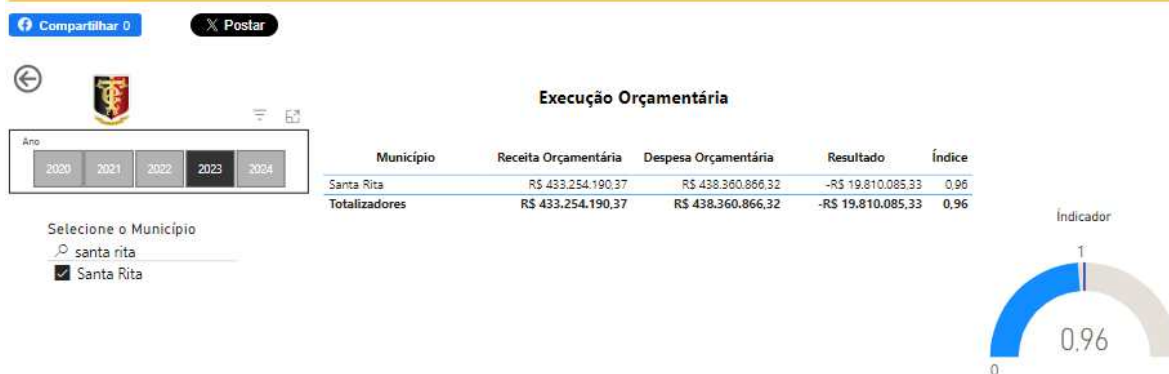 Compartilhar 0
Postar
Execução Orçamentária
Ano
2020 2021 2022 2023 2024
Município Receita Orçamentária Despesa Orçamentária Resultado Índice
Santa Rita R$ 433.254.190,37 R$ 438.360.866,32 -R$ 19.810.085,33 0,96
Totalizadores R$ 433.254.190,37 R$ 438.360.866,32 -R$ 19.810.085,33 0,96
Selecione o Município
santa rita
Santa Rita
Índicador
1
0,96
0